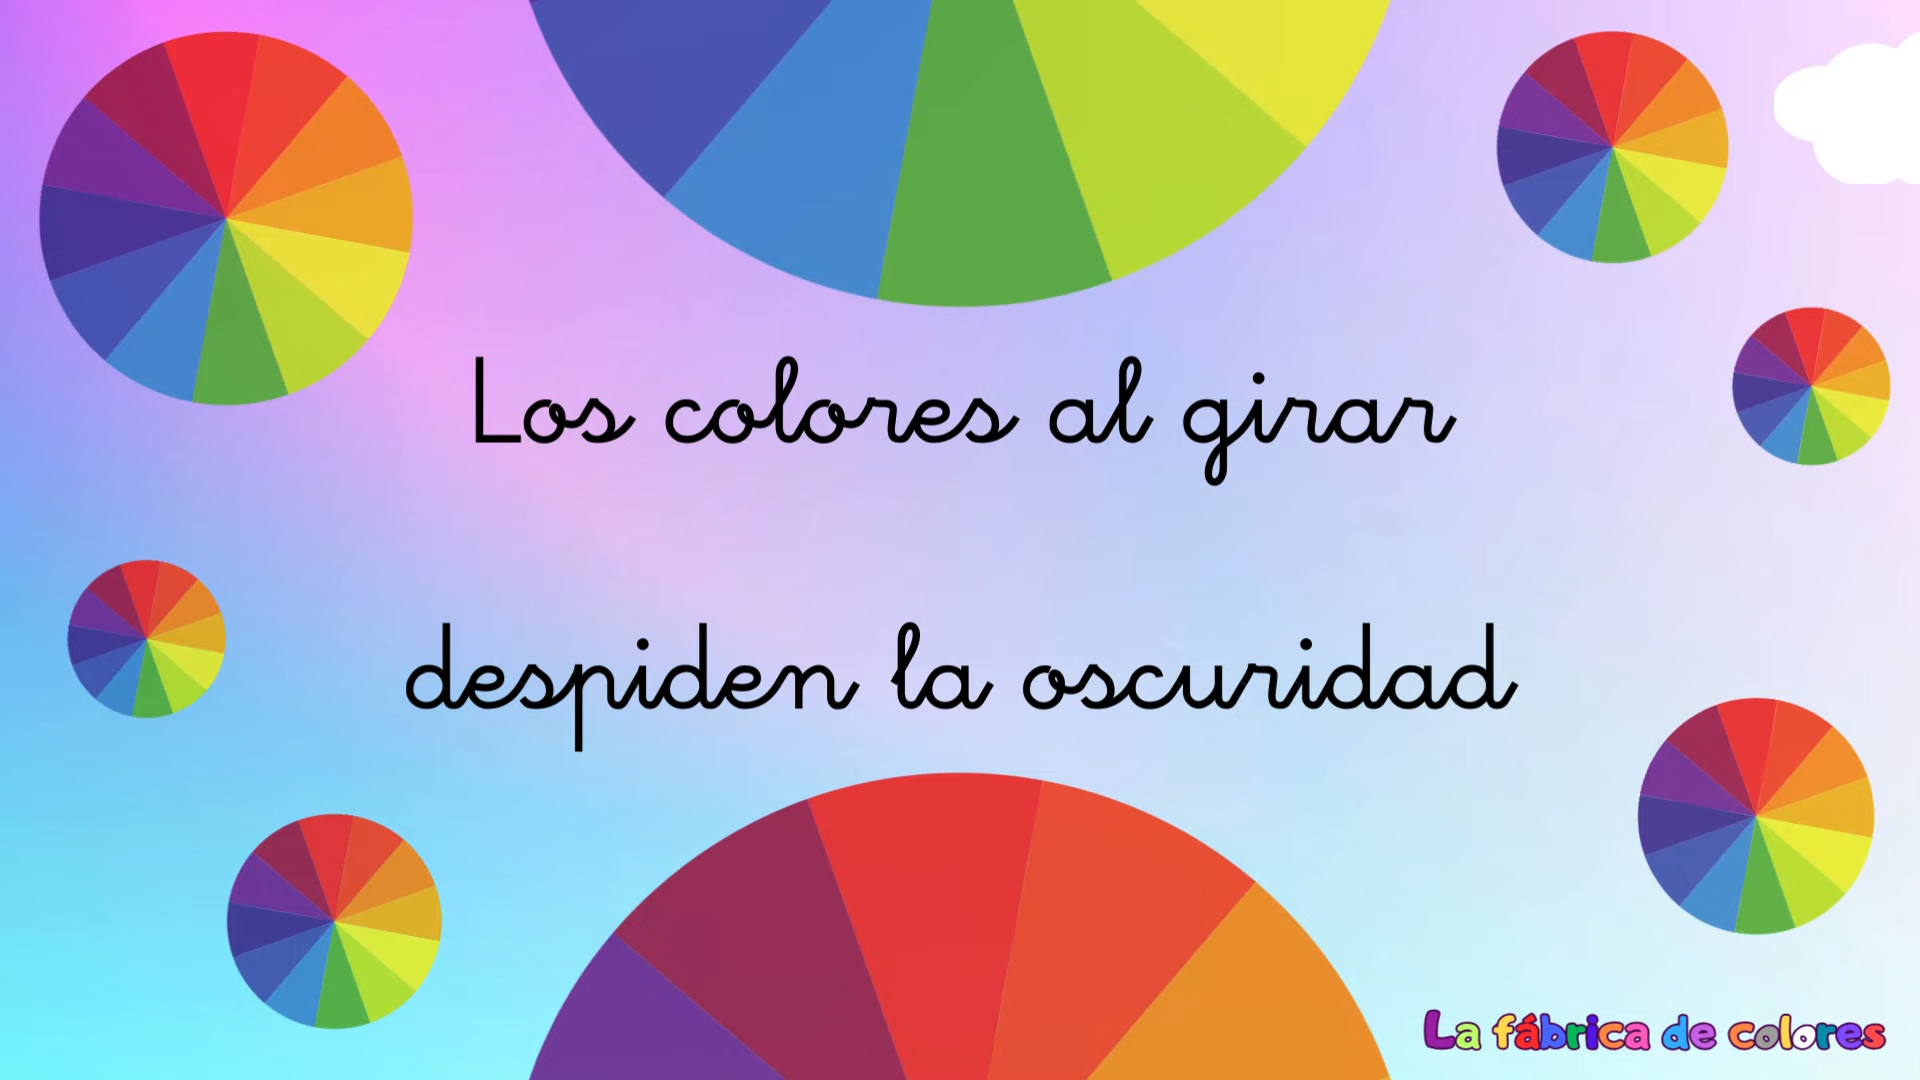 Los colores al girar
despiden la oscuridad
La fábrica de colores